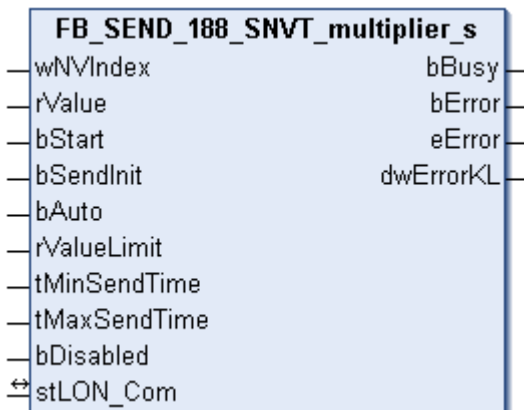 FB_SEND_188_SNVT_multiplier_s
wNVIndex bBusy
rValue bError
bStart eError
bSendInit dwErrorKL
bAuto
rValueLimit
tMinSendTime
tMaxSendTime
bDisabled
stLON_Com